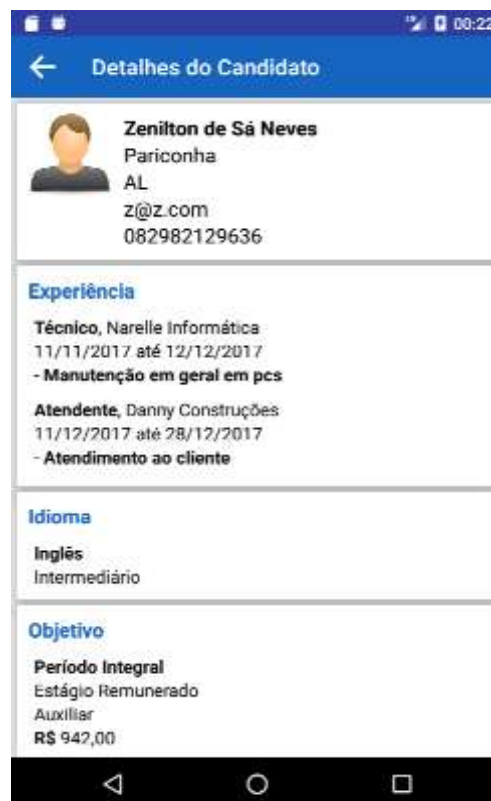 00:22
Detalhes do Candidato
Zenilton de Sá Neves
Pariconha
AL
z@z.com
082982129636
Experiência
Técnico, Narelle Informática
11/11/2017 até 12/12/2017
- Manutenção em geral em pcs
Atendente, Danny Construções
11/12/2017 até 28/12/2017
- Atendimento ao cliente
Idioma
Inglês
Intermediário
Objetivo
Período Integral
Estágio Remunerado
Auxiliar
R$ 942,00